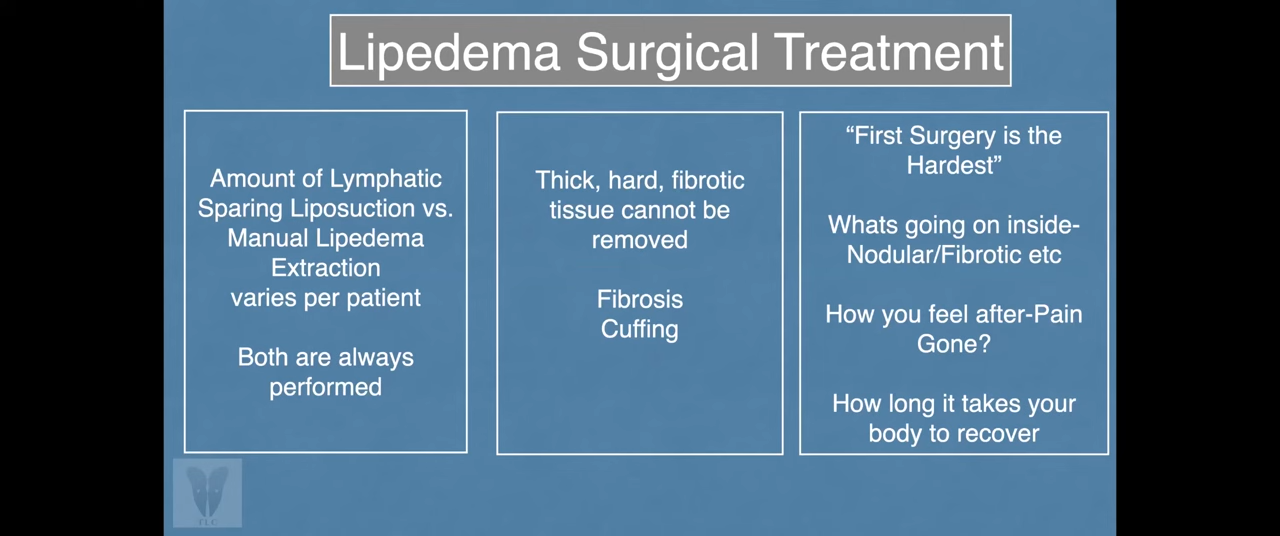 Lipedema Surgical Treatment
Amount of Lymphatic
Sparing Liposuction vs.
Manual Lipedema
Extraction
varies per patient
Both are always
performed
Thick, hard, fibrotic
tissue cannot be
removed
Fibrosis
Cuffing
“First Surgery is the
Hardest”
Whats going on inside-
Nodular/Fibrotic etc
How you feel after-Pain
Gone?
How long it takes your
body to recover
TLC